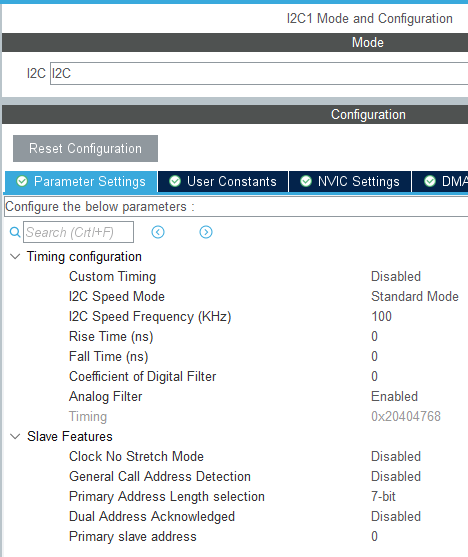 I2C1 Mode and Configuration
Mode
I2C I2C
Configuration
Reset Configuration
Parameter Settings User Constants NVIC Settings DMA
Configure the below parameters :
Search (Crtl+F)
Timing configuration
Custom Timing Disabled
I2C Speed Mode Standard Mode
I2C Speed Frequency (KHz) 100
Rise Time (ns) 0
Fall Time (ns) 0
Coefficient of Digital Filter 0
Analog Filter Enabled
Timing 0x20404768
Slave Features
Clock No Stretch Mode Disabled
General Call Address Detection Disabled
Primary Address Length selection 7-bit
Dual Address Acknowledged Disabled
Primary slave address 0